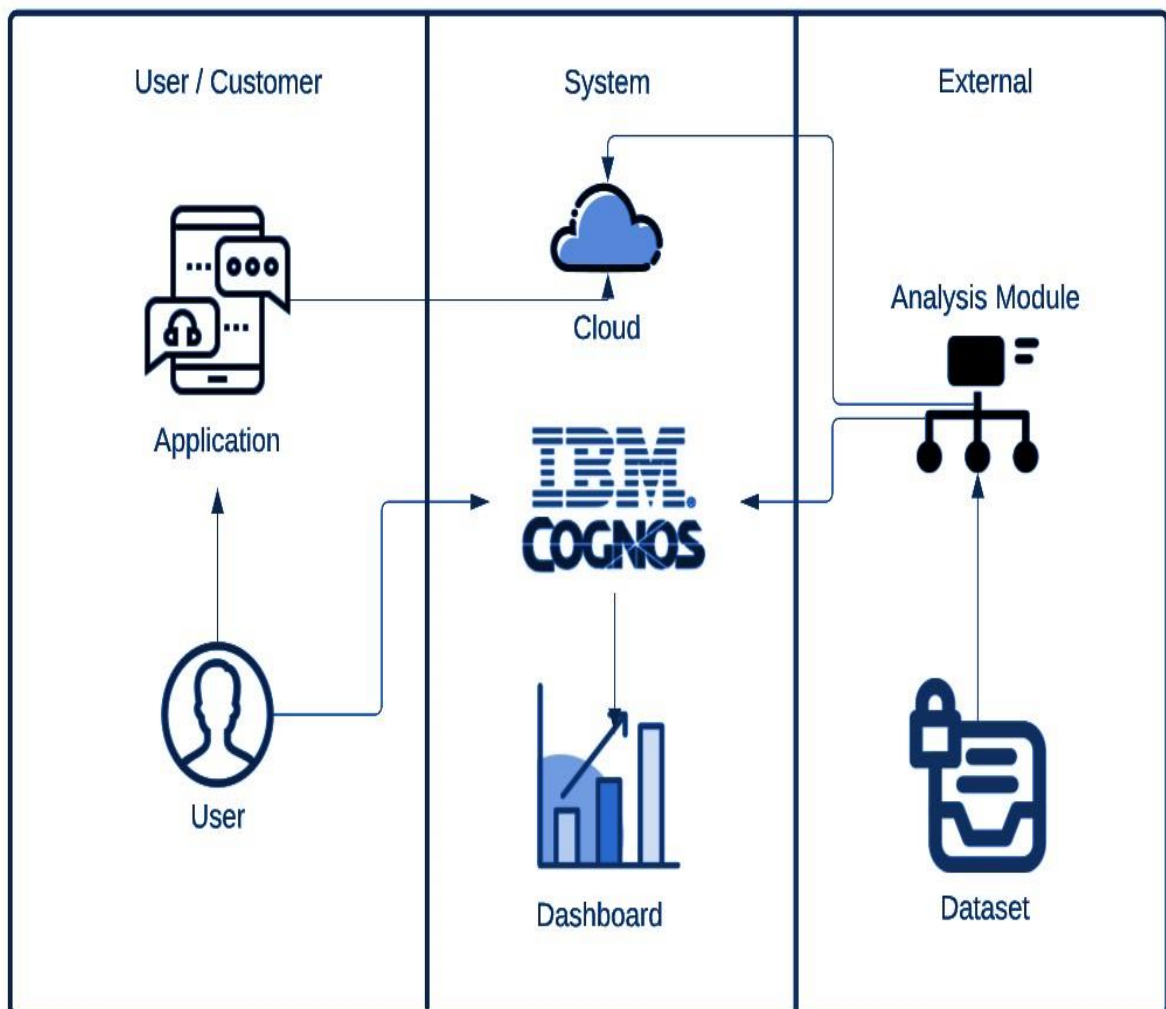 User / Customer
System
External
Analysis Module
Cloud
Application
IBM®
COGNOS
User
Dashboard
Dataset